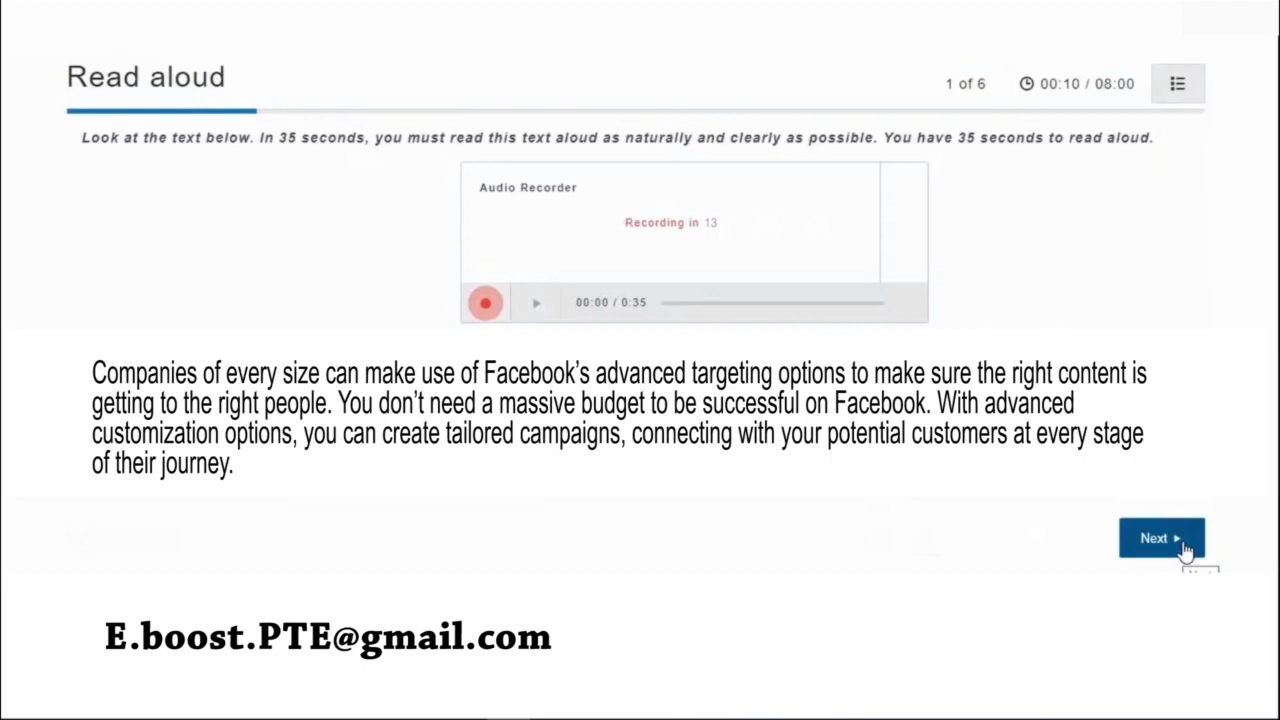 Read aloud
1 of 6
00:10 / 08:00
Look at the text below. In 35 seconds, you must read this text aloud as naturally and clearly as possible. You have 35 seconds to read aloud.
Audio Recorder
Recording in 13
00:00 / 0:35
Companies of every size can make use of Facebook's advanced targeting options to make sure the right content is
getting to the right people. You don't need a massive budget to be successful on Facebook. With advanced
customization options, you can create tailored campaigns, connecting with your potential customers at every stage
of their journey.
Next
E.boost.PTE@gmail.com